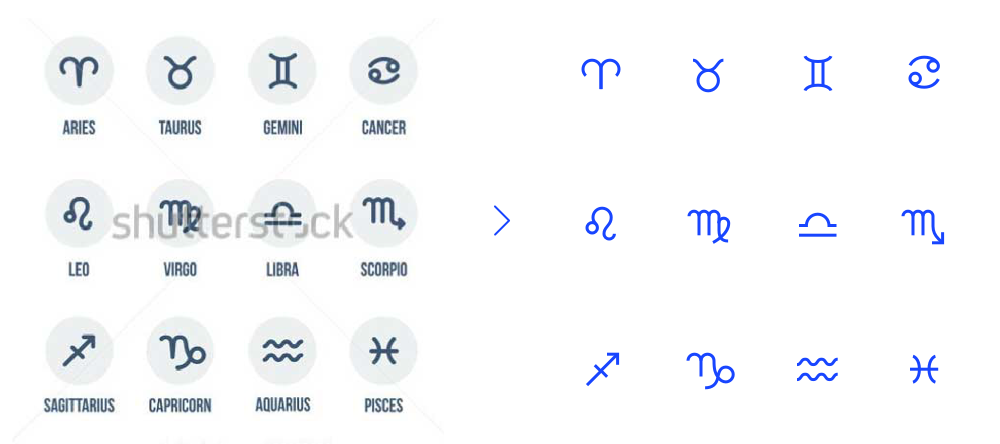 ARIES TAURUS GEMINI CANCER
shutterstock
LEO VIRGO LIBRA SCORPIO
SAGITTARIUS CAPRICORN AQUARIUS PISCES